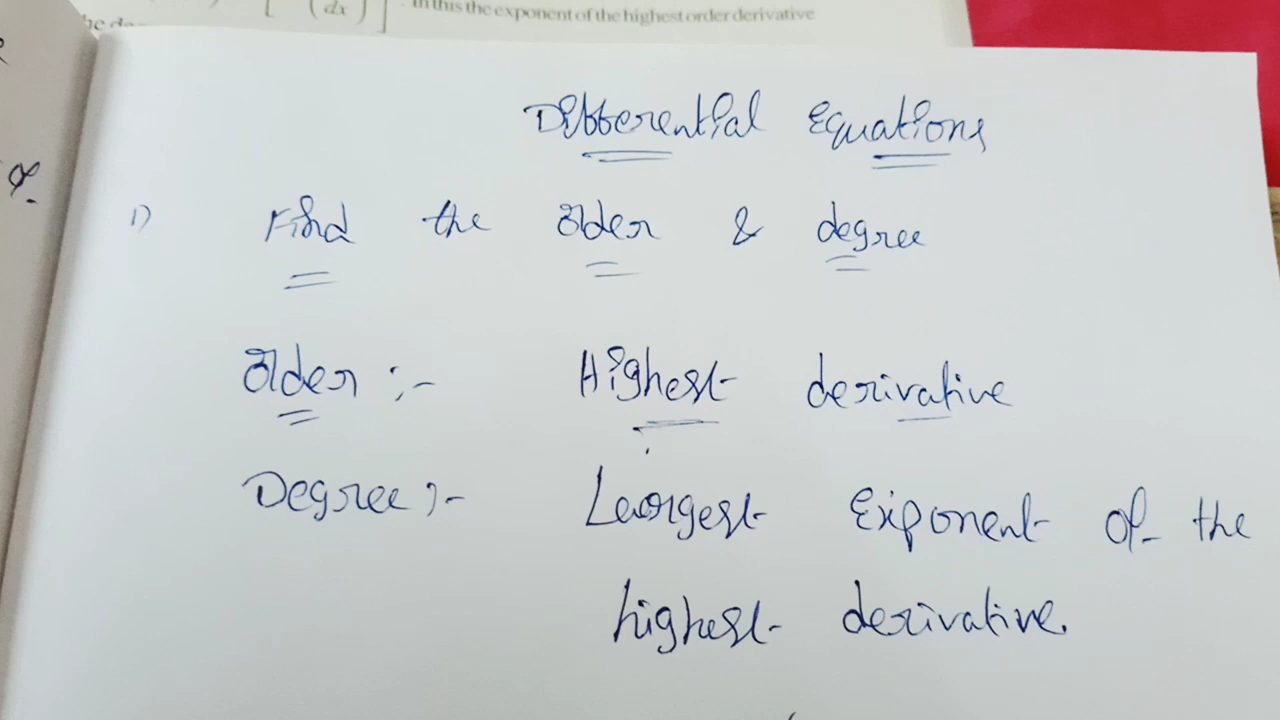 (dx) ] . In this the exponent of the highest order derivative
Differential Equations
1) Find the order & degree
Order :- Highest derivative
Degree :- Largest Exponent of the
highest derivative.